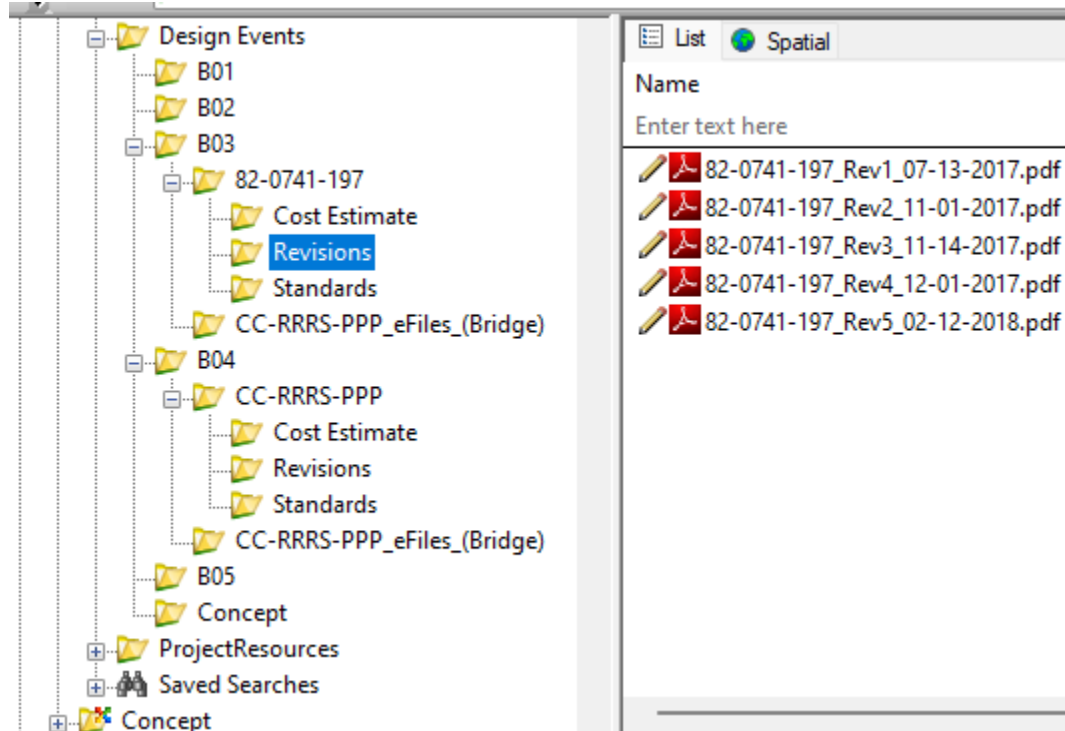 Design Events
B01
B02
B03
82-0741-197
Cost Estimate
Revisions
Standards
CC-RRRS-PPP_eFiles_(Bridge)
B04
CC-RRRS-PPP
Cost Estimate
Revisions
Standards
CC-RRRS-PPP_eFiles_(Bridge)
B05
Concept
ProjectResources
Saved Searches
Concept
List Spatial
Name
Enter text here
82-0741-197_Rev1_07-13-2017.pdf
82-0741-197_Rev2_11-01-2017.pdf
82-0741-197_Rev3_11-14-2017.pdf
82-0741-197_Rev4_12-01-2017.pdf
82-0741-197_Rev5_02-12-2018.pdf